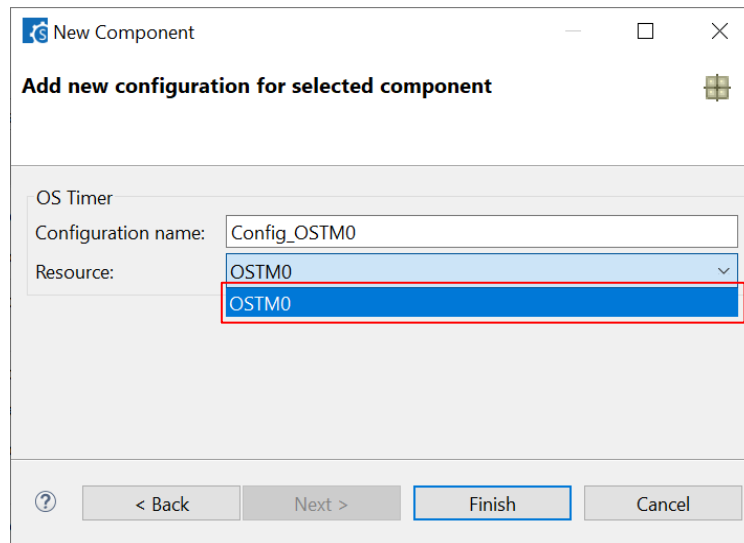 New Component
Add new configuration for selected component
OS Timer
Configuration name: Config_OSTM0
Resource: OSTM0
OSTM0
? < Back Next > Finish Cancel